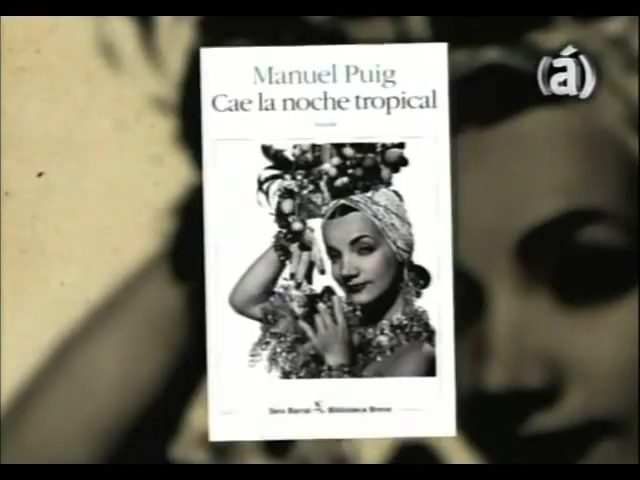 (á)
Manuel Puig
Cae la noche tropical
Seix Barral Biblioteca Breve